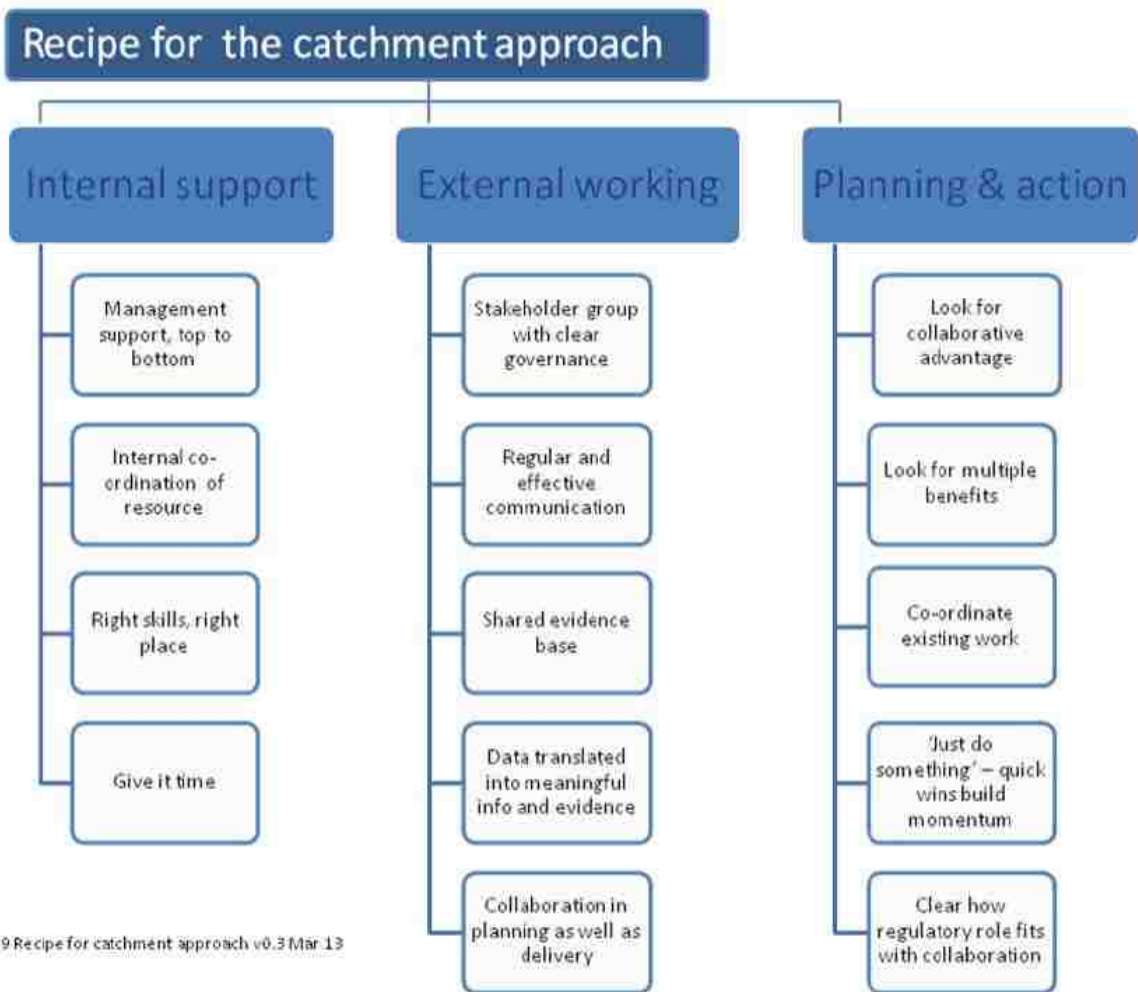 Recipe for the catchment approach
Internal support
Management
support, top to
bottom
Internal co-
ordination of
resource
Right skills, right
place
Give it time
External working
Stakeholder group
with clear
governance
Regular and
effective
communication
Shared evidence
base
Data translated
into meaningful
info and evidence
Collaboration in
planning as well as
delivery
Planning & action
Look for
collaborative
advantage
Look for multiple
benefits
Co-ordinate
existing work
'Just do
something' – quick
wins build
momentum
Clear how
regulatory role fits
with collaboration
9 Recipe for catchment approach v0.3 Mar 13